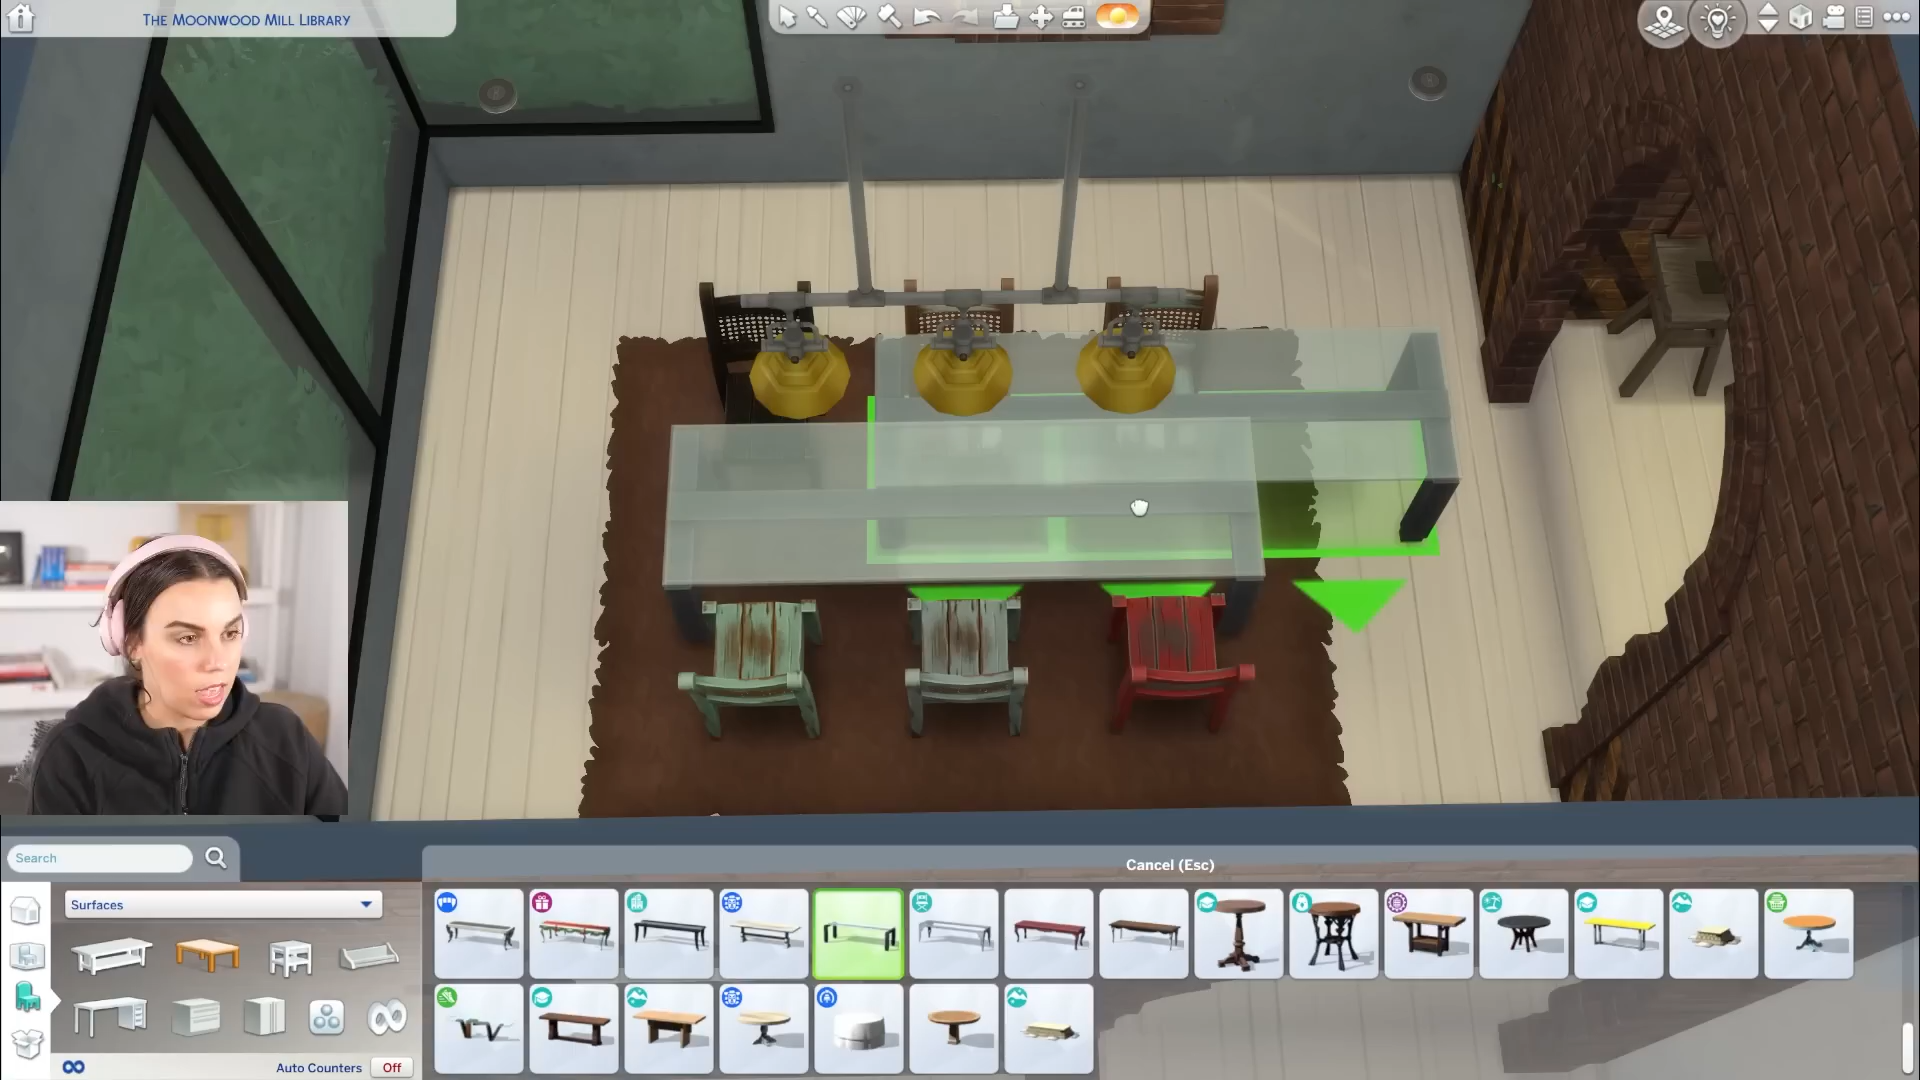 The Moonwood Mill Library
Search
Cancel (Esc)
Surfaces
Auto Counters
Off